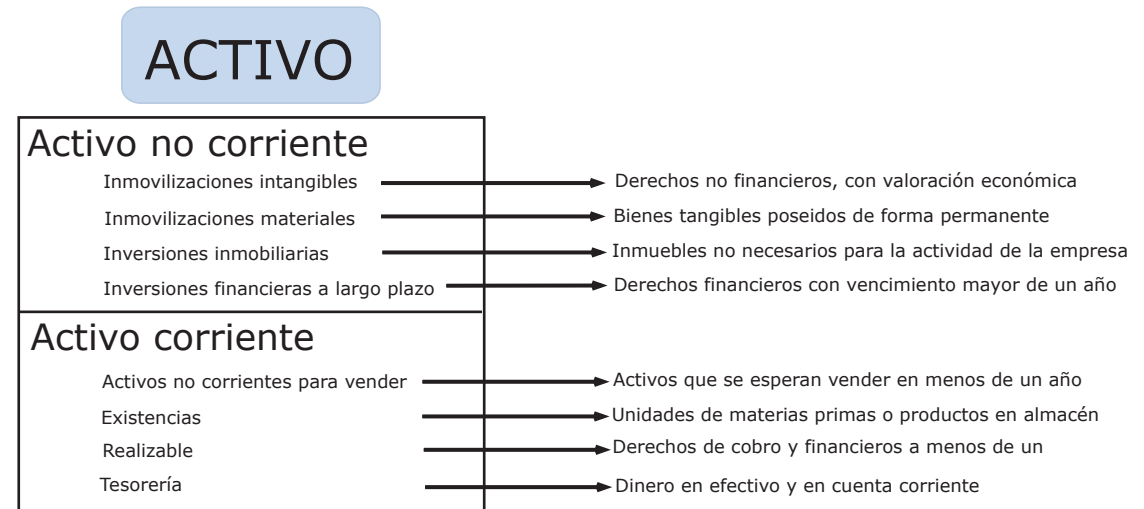 ACTIVO
Activo no corriente
Inmovilizaciones intangibles Derechos no financieros, con valoración económica
Inmovilizaciones materiales Bienes tangibles poseidos de forma permanente
Inversiones inmobiliarias Inmuebles no necesarios para la actividad de la empresa
Inversiones financieras a largo plazo Derechos financieros con vencimiento mayor de un año
Activo corriente
Activos no corrientes para vender Activos que se esperan vender en menos de un año
Existencias Unidades de materias primas o productos en almacén
Realizable Derechos de cobro y financieros a menos de un
Tesorería Dinero en efectivo y en cuenta corriente